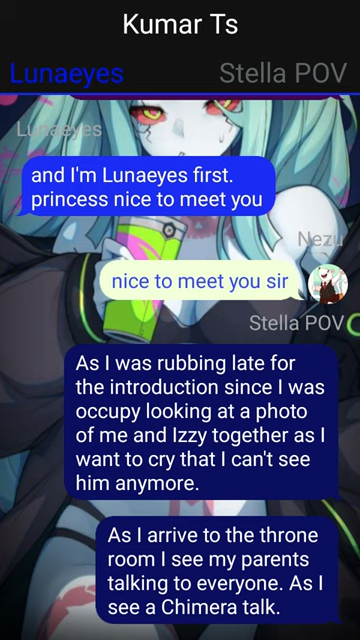 Kumar Ts
Lunaeyes
Stella POV
Lunaeyes
and I'm Lunaeyes first.
princess nice to meet you
Nezu
nice to meet you sir
Stella POV
As I was rubbing late for
the introduction since I was
occupy looking at a photo
of me and Izzy together as I
want to cry that I can't see
him anymore.
As I arrive to the throne
room I see my parents
talking to everyone. As I
see a Chimera talk.